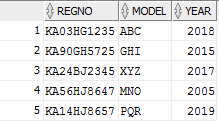 REGNO MODEL YEAR
1 KA03HG1235 ABC 2018
2 KA90GH5725 GHI 2015
3 KA24BJ2345 XYZ 2017
4 KA56HJ8647 MNO 2005
5 KA14HJ8657 PQR 2019